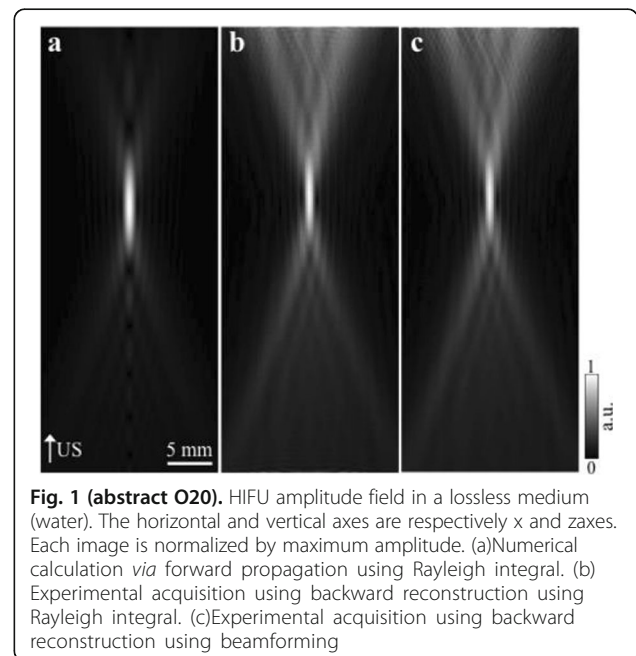 a b c
1
a.u.
0
↑US 5 mm
Fig. 1 (abstract O20). HIFU amplitude field in a lossless medium
(water). The horizontal and vertical axes are respectively x and zaxes.
Each image is normalized by maximum amplitude. (a)Numerical
calculation via forward propagation using Rayleigh integral. (b)
Experimental acquisition using backward reconstruction using
Rayleigh integral. (c)Experimental acquisition using backward
reconstruction using beamforming